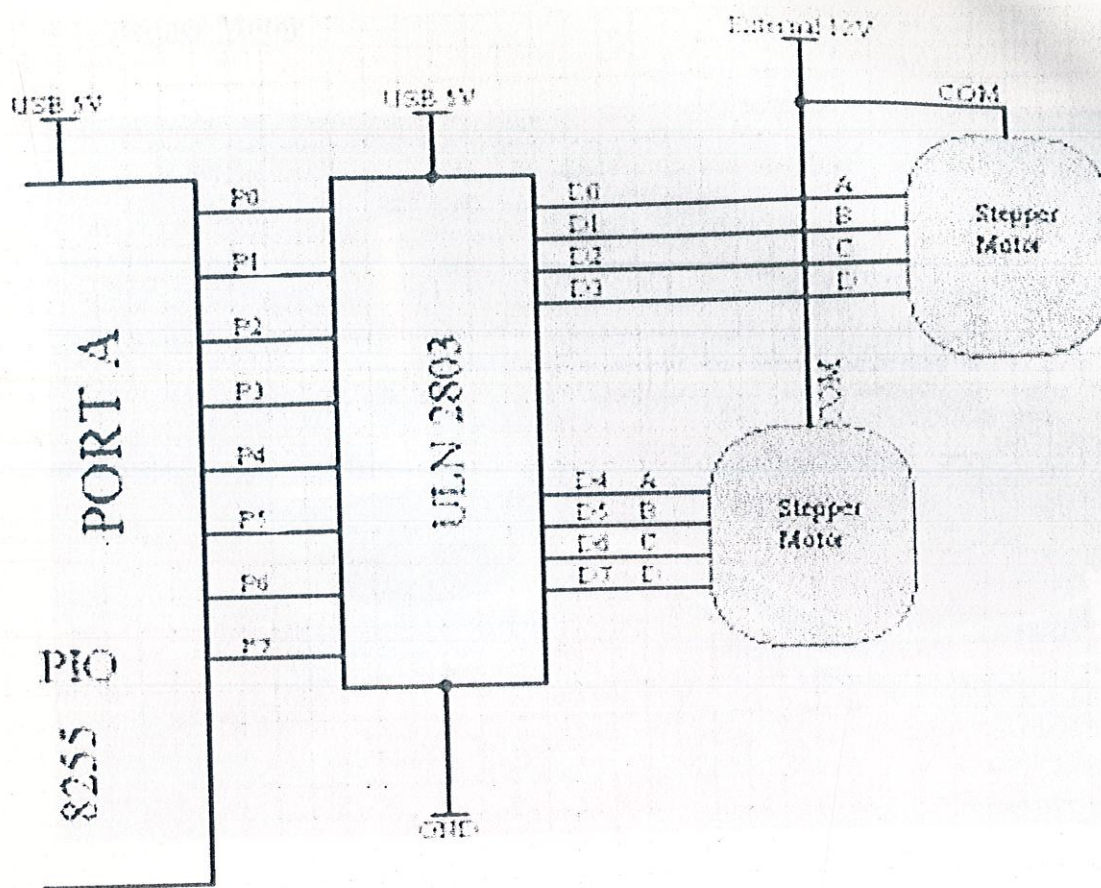 External 12V
USB 5V
USB 5V
COM
P0
P1
P2
P3
P4
P5
P6
P7
PORT A
PIO
8255
ULN 2803
D0 A
D1 B
D2 C
D3 D
Stepper
Motor
COM
D4 A
D5 B
D6 C
D7 D
Stepper
Motor
GND